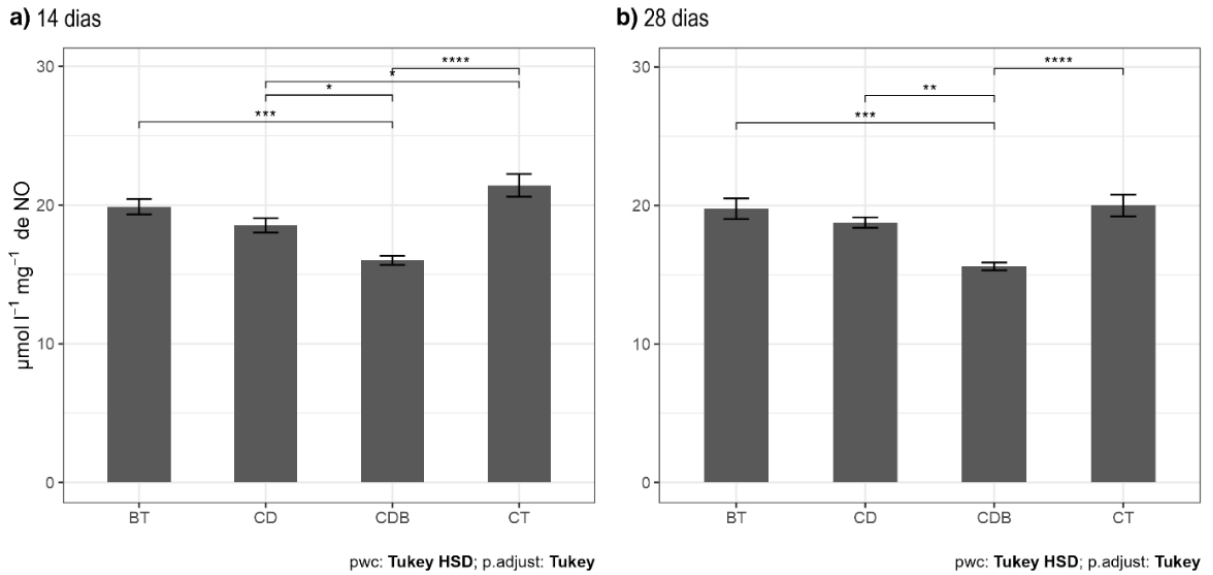 a) 14 dias
30
20
10
0
µmol l⁻¹ mg⁻¹ de NO
****
*
*
***
BT CD CDB CT
pwc: Tukey HSD; p.adjust: Tukey
b) 28 dias
30
20
10
0
****
**
***
BT CD CDB CT
pwc: Tukey HSD; p.adjust: Tukey